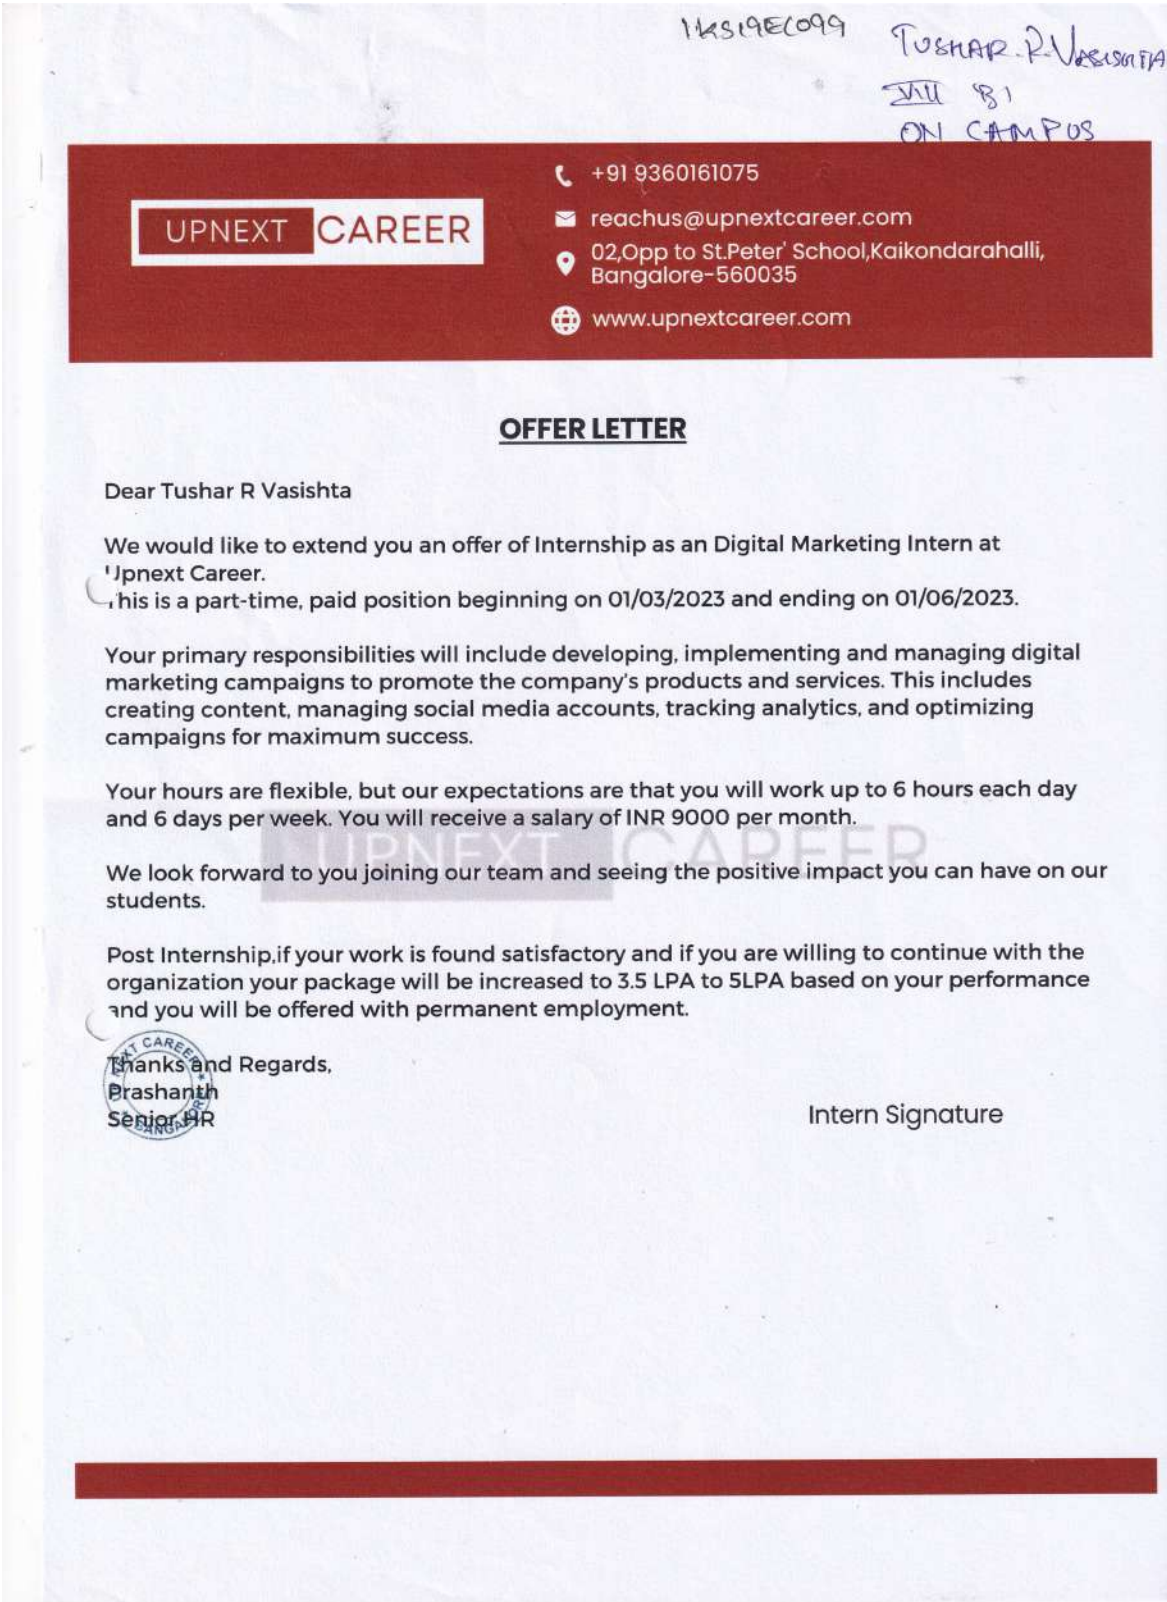 1KS19EC099
TUSHAR.R.VASISHTA
VIII B1
ON CAMPUS
UPNEXT CAREER
+91 9360161075
reachus@upnextcareer.com
02,Opp to St.Peter' School,Kaikondarahalli,
Bangalore-560035
www.upnextcareer.com
OFFER LETTER
Dear Tushar R Vasishta
We would like to extend you an offer of Internship as an Digital Marketing Intern at
Upnext Career.
This is a part-time, paid position beginning on 01/03/2023 and ending on 01/06/2023.
Your primary responsibilities will include developing, implementing and managing digital
marketing campaigns to promote the company's products and services. This includes
creating content, managing social media accounts, tracking analytics, and optimizing
campaigns for maximum success.
Your hours are flexible, but our expectations are that you will work up to 6 hours each day
and 6 days per week. You will receive a salary of INR 9000 per month.
UPNEXT CAREER
We look forward to you joining our team and seeing the positive impact you can have on our
students.
Post Internship,if your work is found satisfactory and if you are willing to continue with the
organization your package will be increased to 3.5 LPA to 5LPA based on your performance
and you will be offered with permanent employment.
Thanks and Regards,
Prashanth
Senior HR
UP NEXT CAREER * BANGALORE *
Intern Signature